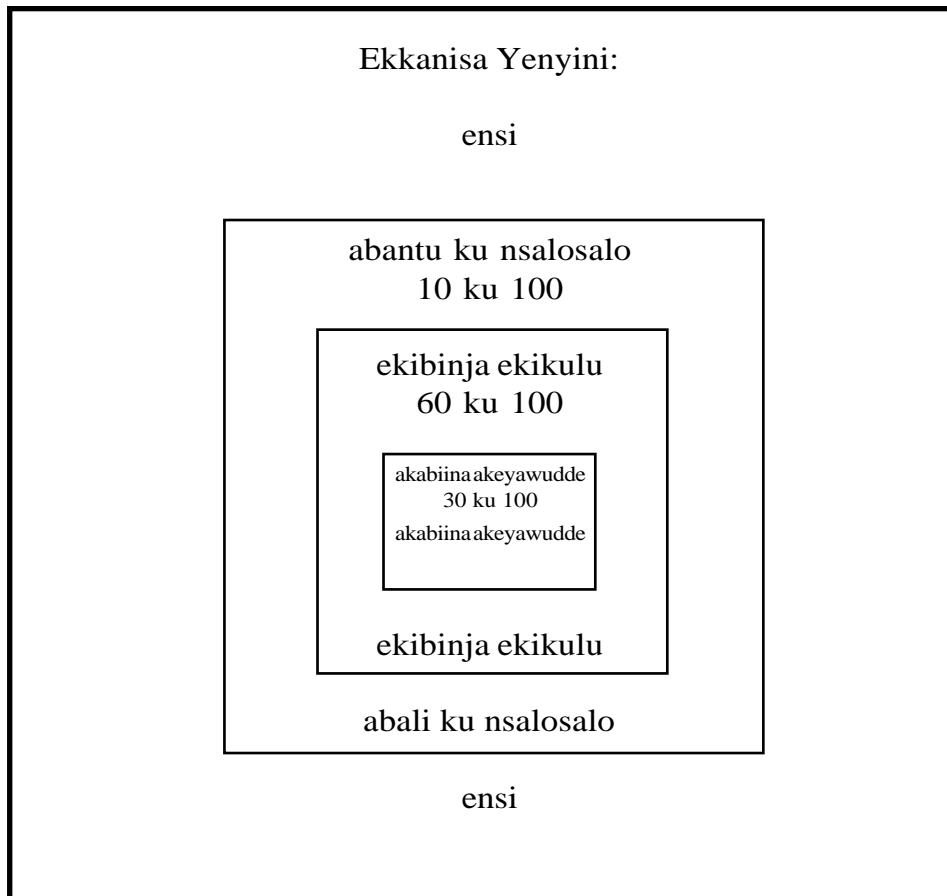 Ekkanisa Yenyini:
ensi
abantu ku nsalosalo
10 ku 100
ekibinja ekikulu
60 ku 100
akabiina akeyawudde
30 ku 100
akabiina akeyawudde
ekibinja ekikulu
abali ku nsalosalo
ensi